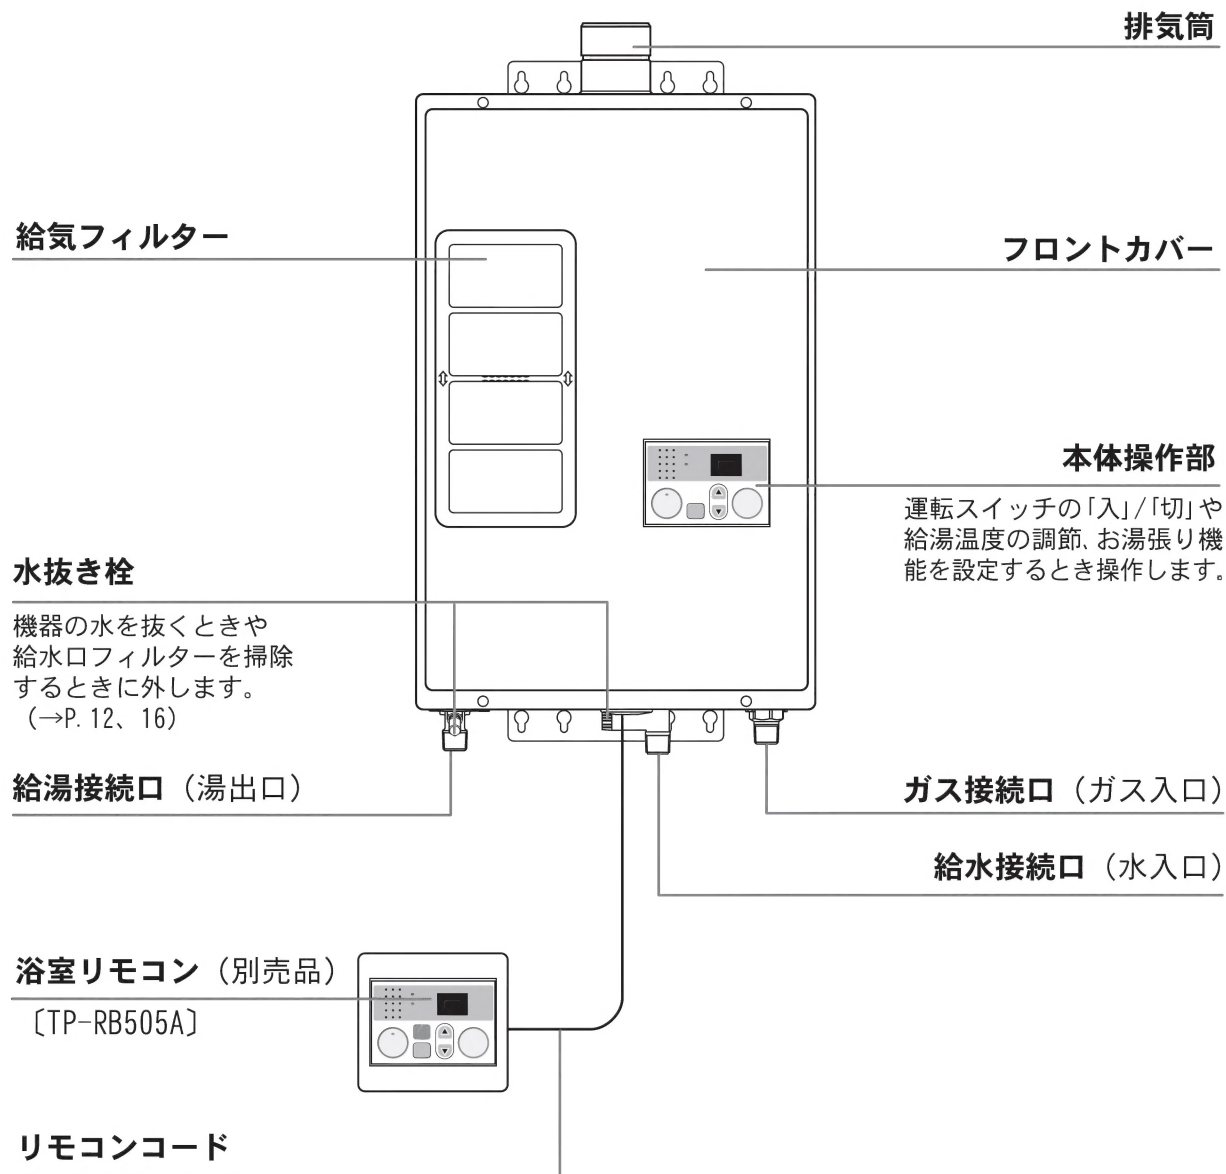 排気筒
給気フィルター
フロントカバー
本体操作部
運転スイッチの「入」/「切」や
給湯温度の調節、お湯張り機
能を設定するとき操作します。
水抜き栓
機器の水を抜くときや
給水口フィルターを掃除
するときに外します。
(→P.12、16)
給湯接続口（湯出口）
ガス接続口（ガス入口）
給水接続口（水入口）
浴室リモコン（別売品）
〔TP-RB505A〕
リモコンコード